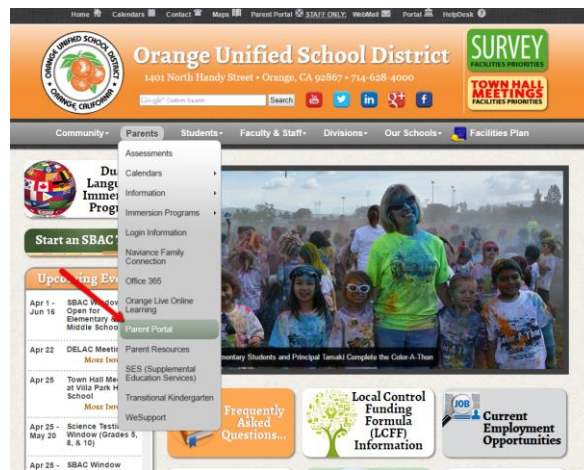 Home Calendars Contact Maps Parent Portal STAFF ONLY: WebMail Portal HelpDesk
ORANGE UNIFIED SCHOOL DISTRICT
ORANGE, CALIFORNIA
Orange Unified School District
1401 North Handy Street • Orange, CA 92867 • 714-628-4000
Google Custom Search Search
SURVEY
FACILITIES PRIORITIES
TOWN HALL
MEETINGS
FACILITIES PRIORITIES
Community Parents Students Faculty & Staff Divisions Our Schools Facilities Plan
Assessments
Calendars
Information
Immersion Programs
Login Information
Naviance Family
Connection
Office 365
Orange Live Online
Learning
Parent Portal
Parent Resources
SES (Supplemental
Education Services)
Transitional Kindergarten
WeSupport
Du
Langu
Immer
Progr
Start an SBAC T
Upcoming Eve
Apr 1 -
Jun 16
SBAC Window
Open for
Elementary &
Middle Schoo
Apr 22
DELAC Meetin
MORE IN
Apr 25
Town Hall Me
at Villa Park H
School
MORE IN
Apr 25 -
May 20
Science Testi
Window (Grades 5,
8, & 10)
Apr 25 -
SBAC Window
mentary Students and Principal Tamaki Complete the Color-A-Thon
Frequently
Asked
Questions...
Local Control
Funding
Formula
(LCFF)
Information
JOB
Current
Employment
Opportunities